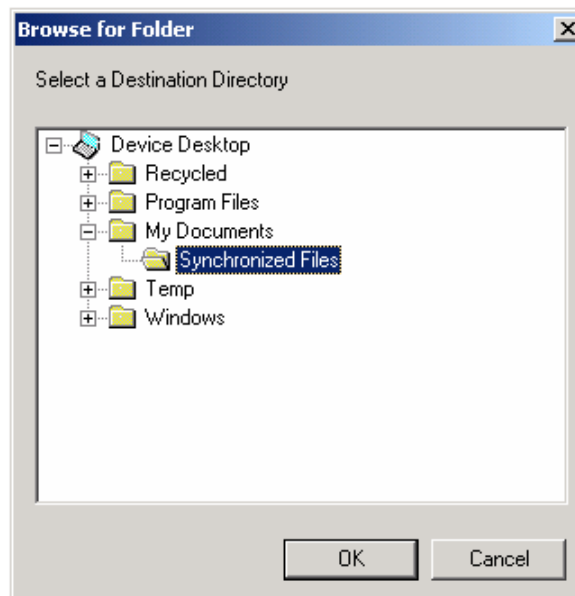 Browse for Folder
Select a Destination Directory
Device Desktop
Recycled
Program Files
My Documents
Synchronized Files
Temp
Windows
OK Cancel